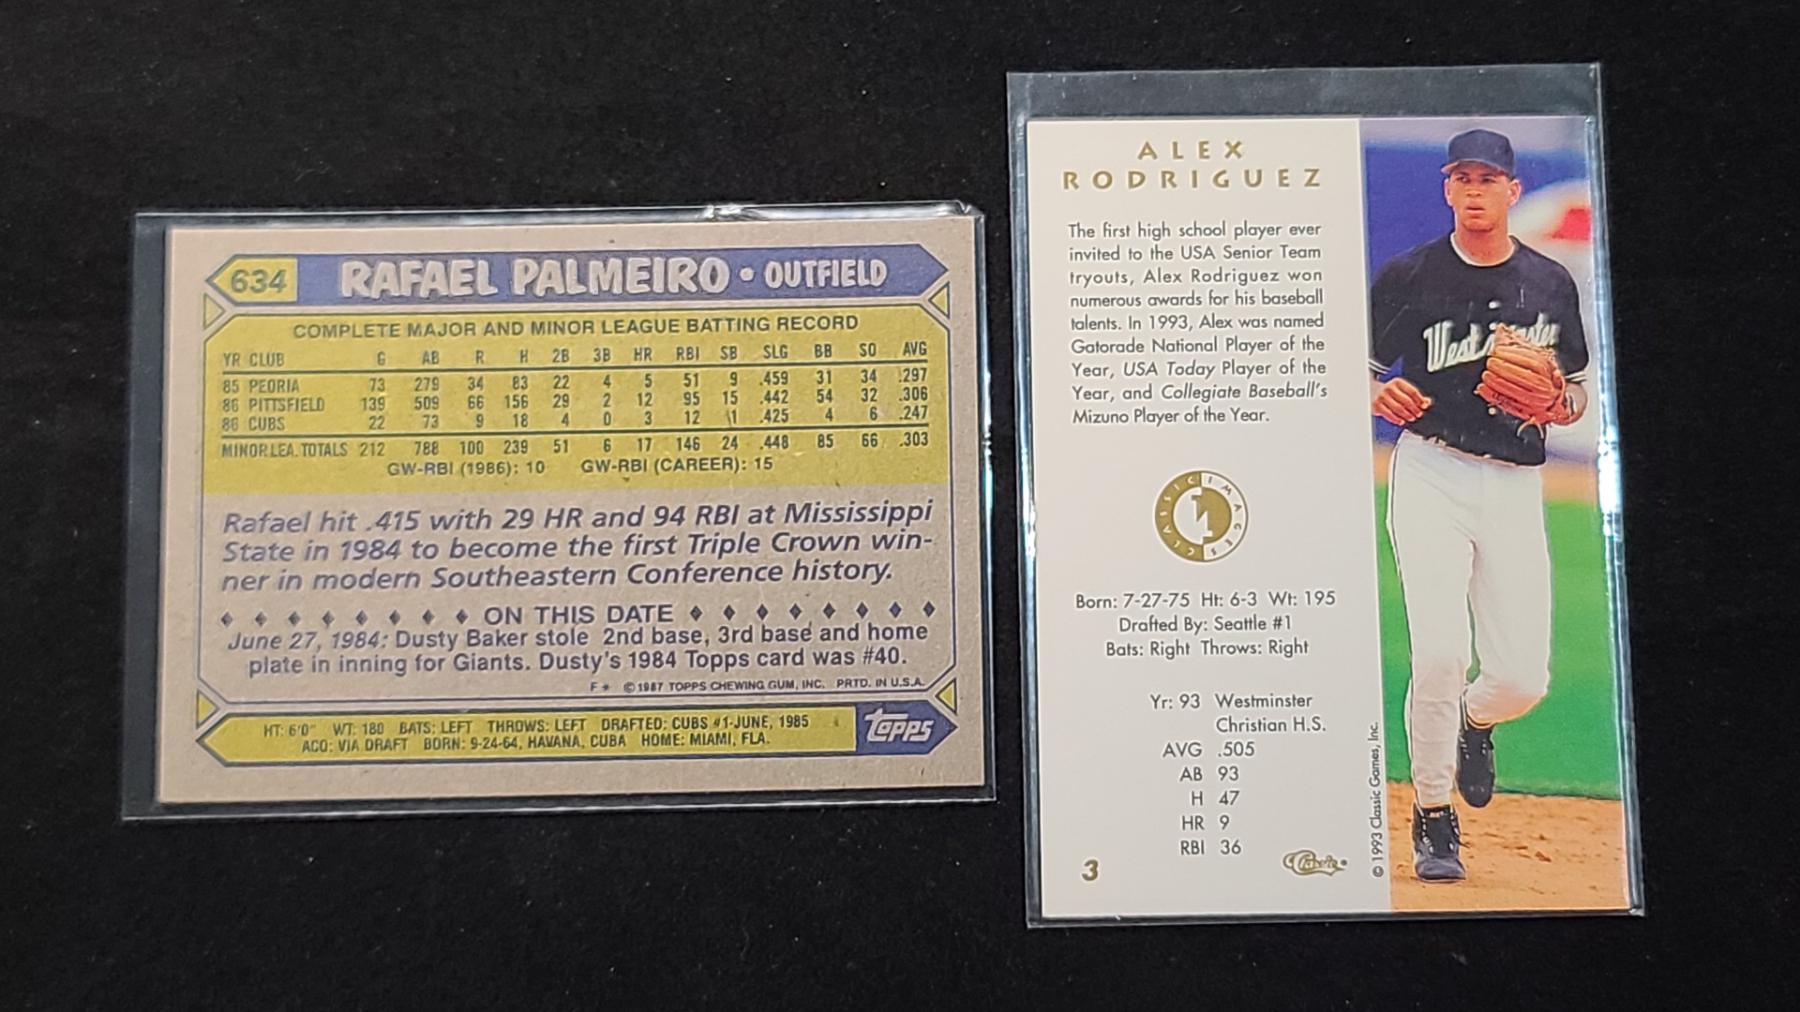 634 RAFAEL PALMEIRO • OUTFIELD
COMPLETE MAJOR AND MINOR LEAGUE BATTING RECORD
YR CLUB G AB R H 2B 3B HR RBI SB SLG BB SO AVG
85 PEORIA 73 279 34 83 22 4 5 51 9 .459 31 34 .297
86 PITTSFIELD 139 509 66 156 29 2 12 95 15 .442 54 32 .306
86 CUBS 22 73 9 18 4 0 3 12 1 .425 4 6 .247
MINOR LEA. TOTALS 212 788 100 239 51 6 17 146 24 .448 85 66 .303
GW-RBI (1986): 10 GW-RBI (CAREER): 15
Rafael hit .415 with 29 HR and 94 RBI at Mississippi
State in 1984 to become the first Triple Crown win-
ner in modern Southeastern Conference history.
♦ ♦ ♦ ♦ ♦ ♦ ♦ ♦ ON THIS DATE ♦ ♦ ♦ ♦ ♦ ♦ ♦ ♦
June 27, 1984: Dusty Baker stole 2nd base, 3rd base and home
plate in inning for Giants. Dusty's 1984 Topps card was #40.
F * © 1987 TOPPS CHEWING GUM, INC. PRTD. IN U.S.A.
HT: 6'0" WT: 180 BATS: LEFT THROWS: LEFT DRAFTED: CUBS #1-JUNE, 1985
ACQ: VIA DRAFT BORN: 9-24-64, HAVANA, CUBA HOME: MIAMI, FLA.
topps
ALEX
RODRIGUEZ
The first high school player ever
invited to the USA Senior Team
tryouts, Alex Rodriguez won
numerous awards for his baseball
talents. In 1993, Alex was named
Gatorade National Player of the
Year, USA Today Player of the
Year, and Collegiate Baseball's
Mizuno Player of the Year.
CLASSIC IMAGES
Born: 7-27-75 Ht: 6-3 Wt: 195
Drafted By: Seattle #1
Bats: Right Throws: Right
Yr: 93 Westminster
Christian H.S.
AVG .505
AB 93
H 47
HR 9
RBI 36
3
Classic
© 1993 Classic Games, Inc.
Westminster